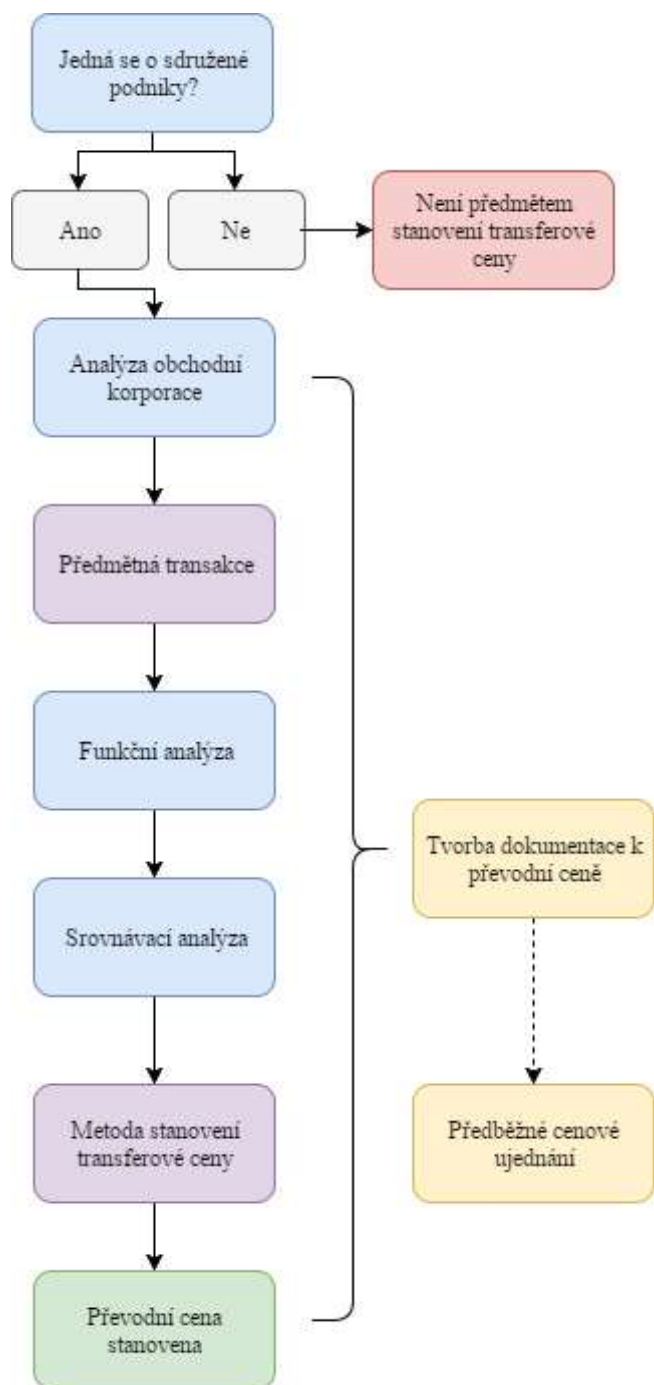 Jedná se o sdružené
podniky?
Ano
Ne
Není předmětem
stanovení transferové
ceny
Analýza obchodní
korporace
Předmětná transakce
Funkční analýza
Srovnávací analýza
Metoda stanovení
transferové ceny
Převodní cena
stanovena
Tvorba dokumentace k
převodní ceně
Předběžné cenové
ujednání